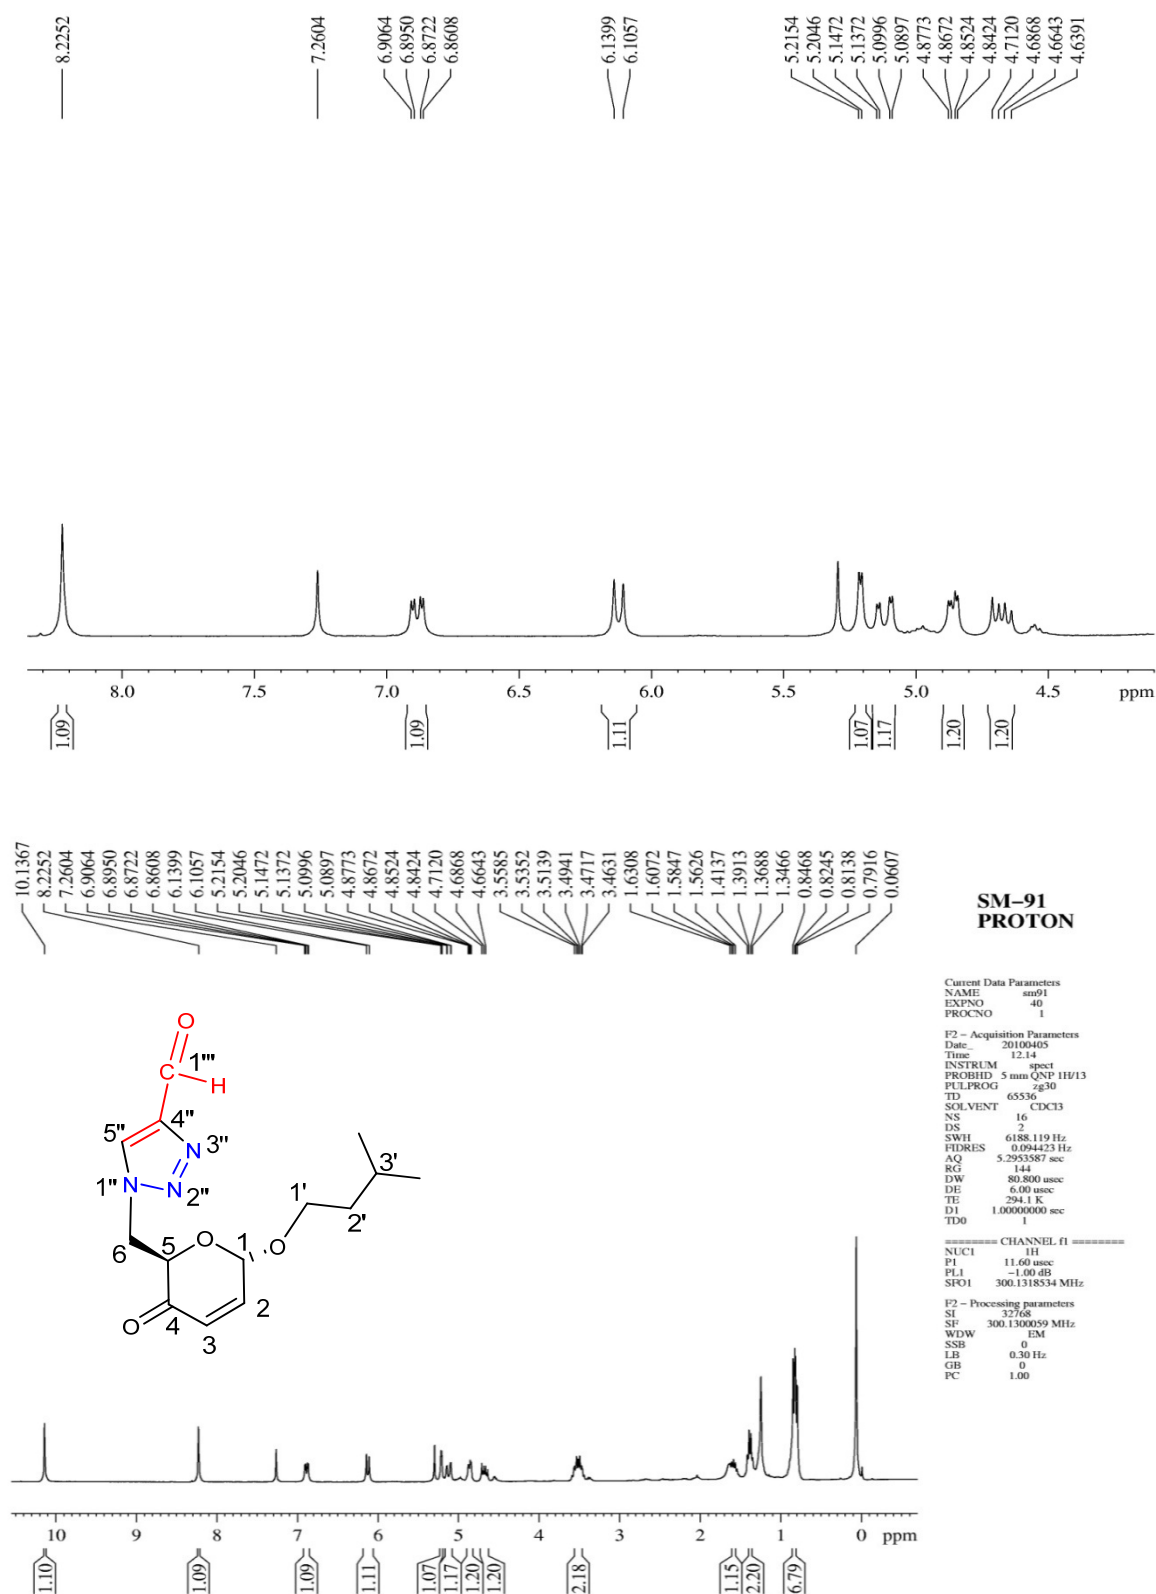 8.2252
7.2604
6.9064
6.8950
6.8722
6.8608
6.1399
6.1057
5.2154
5.2046
5.1472
5.1372
5.0996
5.0897
4.8773
4.8672
4.8524
4.8424
4.7120
4.6868
4.6643
4.6391
8.0 7.5 7.0 6.5 6.0 5.5 5.0 4.5 ppm
1.09
1.09
1.11
1.07
1.17
1.20
1.20
10.1367
8.2252
7.2604
6.9064
6.8950
6.8722
6.8608
6.1399
6.1057
5.2154
5.2046
5.1472
5.1372
5.0996
5.0897
4.8773
4.8672
4.8524
4.8424
4.7120
4.6868
4.6643
3.5585
3.5352
3.5139
3.4941
3.4717
3.4631
1.6308
1.6072
1.5847
1.5626
1.4137
1.3913
1.3688
1.3466
0.8468
0.8245
0.8138
0.7916
0.0607
SM-91
PROTON
Current Data Parameters
NAME sm91
EXPNO 40
PROCNO 1
F2 - Acquisition Parameters
Date_ 20100405
Time 12.14
INSTRUM spect
PROBHD 5 mm QNP 1H/13
PULPROG zg30
TD 65536
SOLVENT CDCl3
NS 16
DS 2
SWH 6188.119 Hz
FIDRES 0.094423 Hz
AQ 5.2953587 sec
RG 144
DW 80.800 usec
DE 6.00 usec
TE 294.1 K
D1 1.00000000 sec
TD0 1
======== CHANNEL f1 ========
NUC1 1H
P1 11.60 usec
PL1 -1.00 dB
SFO1 300.1318534 MHz
F2 - Processing parameters
SI 32768
SF 300.1300059 MHz
WDW EM
SSB 0
LB 0.30 Hz
GB 0
PC 1.00
O
C 1'''
H
4''
5''
N 3''
1'' N N 2''
3'
1'
2'
O 1 O
6 5
2
O 4 3
10 9 8 7 6 5 4 3 2 1 0 ppm
1.10
1.09
1.09
1.11
1.07
1.17
1.20
1.20
2.18
1.15
2.20
6.79